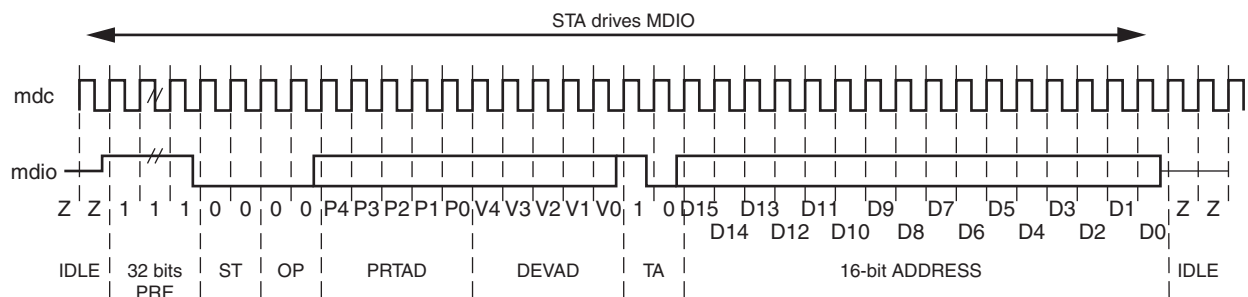 STA drives MDIO
mdc
mdio
Z Z 1 1 1 0 0 0 0 P4 P3 P2 P1 P0 V4 V3 V2 V1 V0 1 0 D15 D13 D11 D9 D7 D5 D3 D1 Z Z
D14 D12 D10 D8 D6 D4 D2 D0
IDLE 32 bits ST OP PRTAD DEVAD TA 16-bit ADDRESS IDLE
PRE